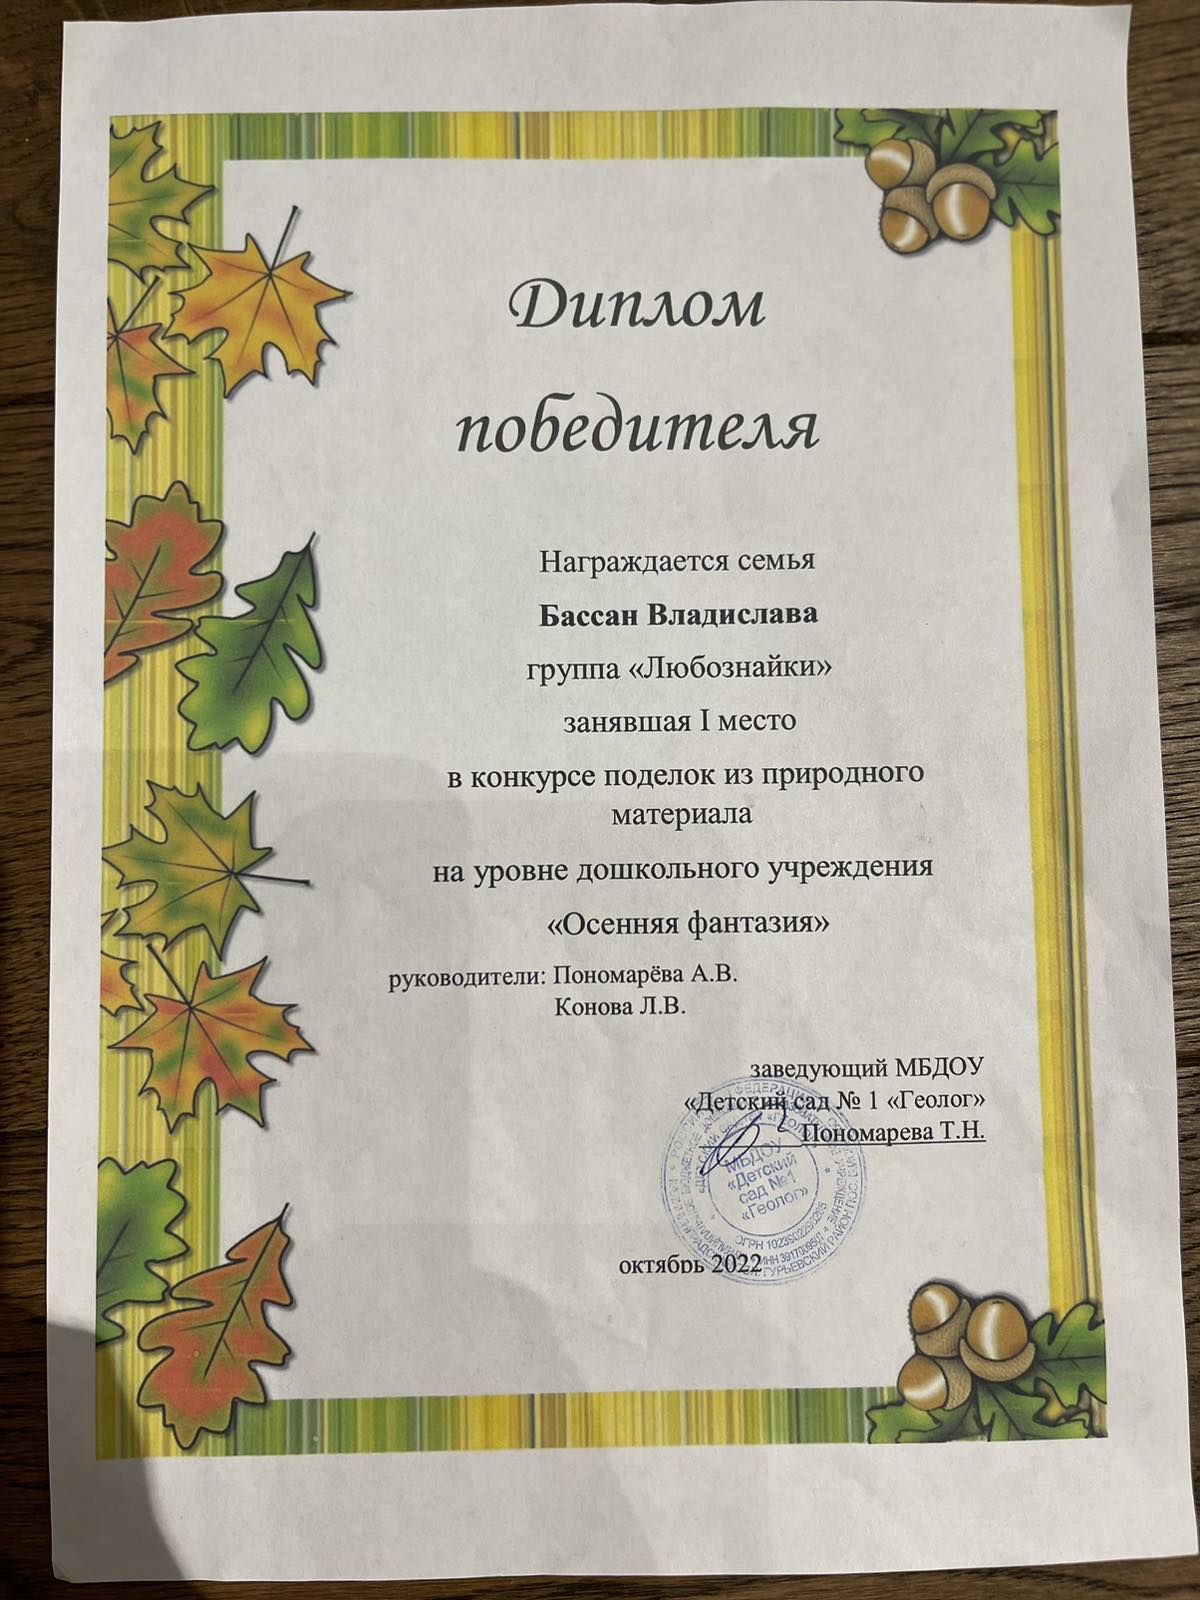 Диплом
победителя
Награждается семья
Бассан Владислава
группа «Любознайки»
занявшая I место
в конкурсе поделок из природного
материала
на уровне дошкольного учреждения
«Осенняя фантазия»
руководители: Пономарёва А.В.
Конова Л.В.
заведующий МБДОУ
«Детский сад № 1 «Геолог»
Пономарева Т.Н.
МБДОУ
«Детский
сад №1
«Геолог»
октябрь 2022